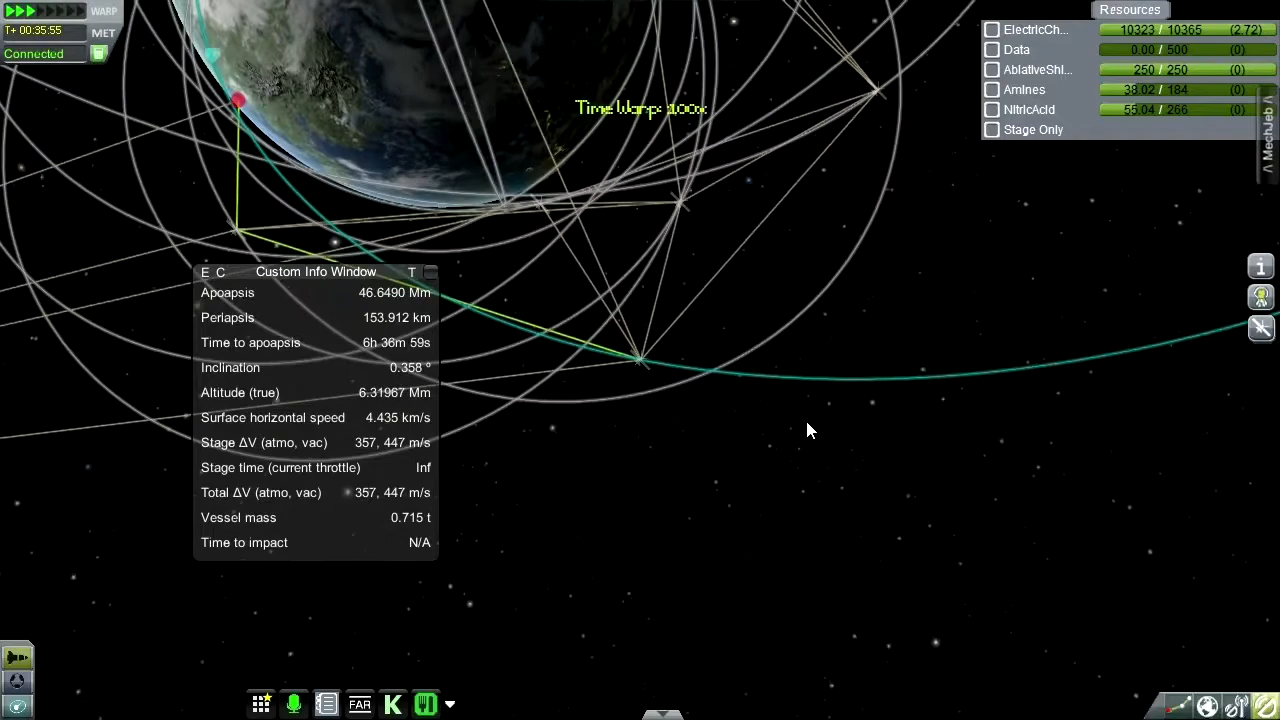 WARP
T+ 00:35:55
MET
Connected
Time Warp: 100x
Resources
ElectricCh... 10323 / 10365 (2.72)
Data 0.00 / 500 (0)
AblativeShi... 250 / 250 (0)
Amines 38.02 / 184 (0)
NitricAcid 55.04 / 266 (0)
Stage Only
< MechJeb <
E C Custom Info Window T
Apoapsis 46.6490 Mm
Periapsis 153.912 km
Time to apoapsis 6h 36m 59s
Inclination 0.358 º
Altitude (true) 6.31967 Mm
Surface horizontal speed 4.435 km/s
Stage ΔV (atmo, vac) 357, 447 m/s
Stage time (current throttle) Inf
Total ΔV (atmo, vac) 357, 447 m/s
Vessel mass 0.715 t
Time to impact N/A
FAR
K